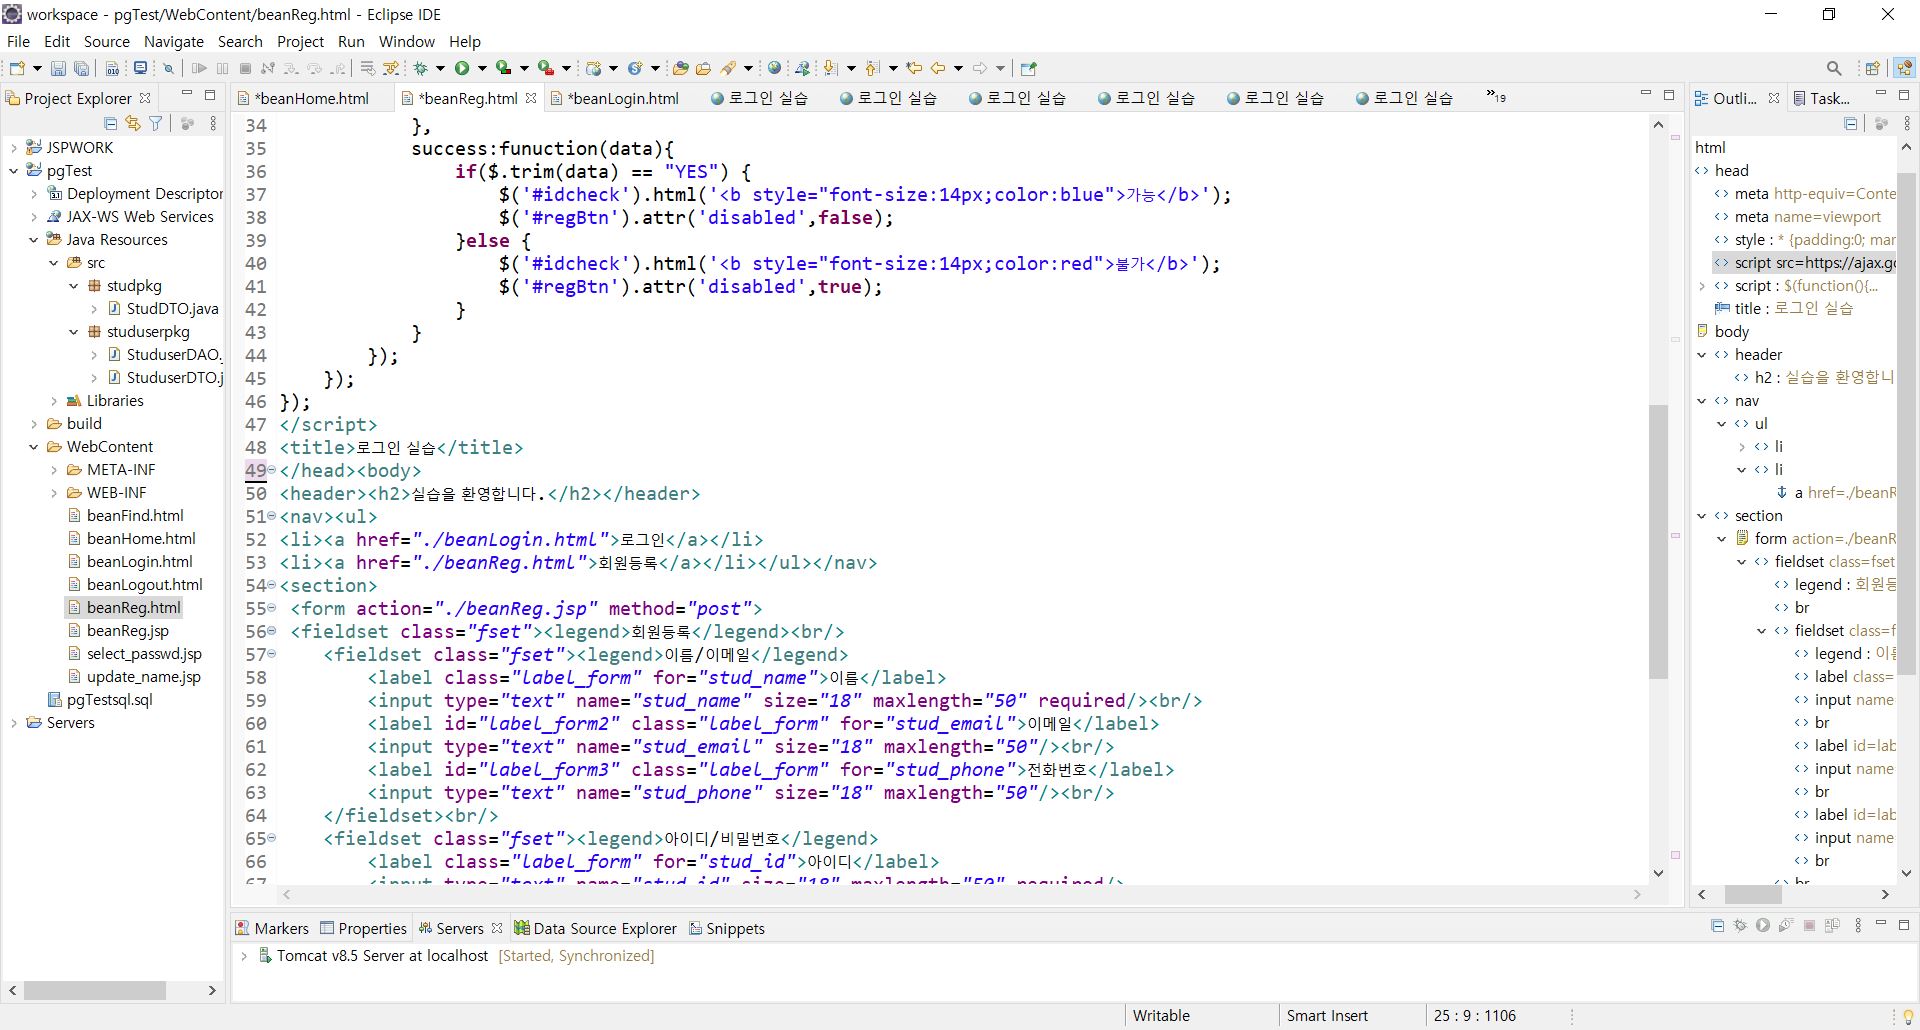 workspace - pgTest/WebContent/beanReg.html - Eclipse IDE
File Edit Source Navigate Search Project Run Window Help
Project Explorer
JSPWORK
pgTest
Deployment Descriptor
JAX-WS Web Services
Java Resources
src
studpkg
StudDTO.java
studuserpkg
StuduserDAO.
StuduserDTO.j
Libraries
build
WebContent
META-INF
WEB-INF
beanFind.html
beanHome.html
beanLogin.html
beanLogout.html
beanReg.html
beanReg.jsp
select_passwd.jsp
update_name.jsp
pgTestsql.sql
Servers
*beanHome.html *beanReg.html *beanLogin.html 로그인 실습 로그인 실습 로그인 실습 로그인 실습 로그인 실습 로그인 실습 »19
34 },
35 success:funuction(data){
36 if($.trim(data) == "YES") {
37 $('#idcheck').html('<b style="font-size:14px;color:blue">가능</b>');
38 $('#regBtn').attr('disabled',false);
39 }else {
40 $('#idcheck').html('<b style="font-size:14px;color:red">불가</b>');
41 $('#regBtn').attr('disabled',true);
42 }
43 }
44 });
45 });
46 });
47 </script>
48 <title>로그인 실습</title>
49 </head><body>
50 <header><h2>실습을 환영합니다.</h2></header>
51 <nav><ul>
52 <li><a href="./beanLogin.html">로그인</a></li>
53 <li><a href="./beanReg.html">회원등록</a></li></ul></nav>
54 <section>
55 <form action="./beanReg.jsp" method="post">
56 <fieldset class="fset"><legend>회원등록</legend><br/>
57 <fieldset class="fset"><legend>이름/이메일</legend>
58 <label class="label_form" for="stud_name">이름</label>
59 <input type="text" name="stud_name" size="18" maxlength="50" required/><br/>
60 <label id="label_form2" class="label_form" for="stud_email">이메일</label>
61 <input type="text" name="stud_email" size="18" maxlength="50"/><br/>
62 <label id="label_form3" class="label_form" for="stud_phone">전화번호</label>
63 <input type="text" name="stud_phone" size="18" maxlength="50"/><br/>
64 </fieldset><br/>
65 <fieldset class="fset"><legend>아이디/비밀번호</legend>
66 <label class="label_form" for="stud_id">아이디</label>
67 <input type="text" name="stud_id" size="18" maxlength="50" required/>
Outli... Task...
html
head
meta http-equiv=Conte
meta name=viewport
style : * {padding:0; mar
script src=https://ajax.go
script : $(function(){...
title : 로그인 실습
body
header
h2 : 실습을 환영합니
nav
ul
li
li
a href=./beanR
section
form action=./beanR
fieldset class=fset
legend : 회원등
br
fieldset class=f
legend : 이름
label class=
input name
br
label id=lab
input name
br
label id=lab
input name
br
br
Markers Properties Servers Data Source Explorer Snippets
Tomcat v8.5 Server at localhost [Started, Synchronized]
Writable Smart Insert 25 : 9 : 1106